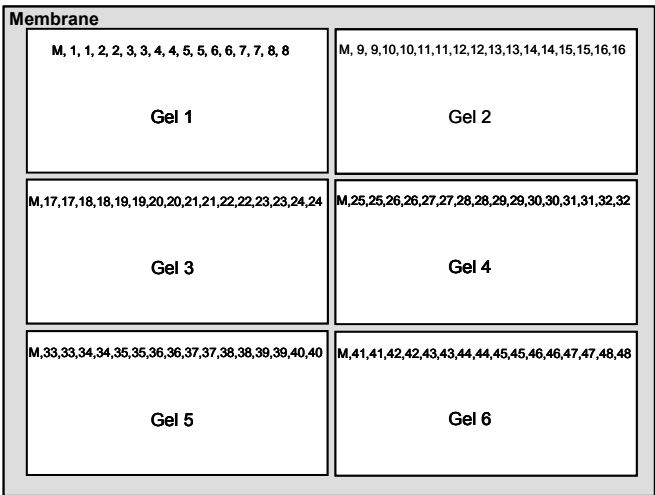 Membrane
M, 1, 1, 2, 2, 3, 3, 4, 4, 5, 5, 6, 6, 7, 7, 8, 8
Gel 1
M, 9, 9,10,10,11,11,12,12,13,13,14,14,15,15,16,16
Gel 2
M,17,17,18,18,19,19,20,20,21,21,22,22,23,23,24,24
Gel 3
M,25,25,26,26,27,27,28,28,29,29,30,30,31,31,32,32
Gel 4
M,33,33,34,34,35,35,36,36,37,37,38,38,39,39,40,40
Gel 5
M,41,41,42,42,43,43,44,44,45,45,46,46,47,47,48,48
Gel 6